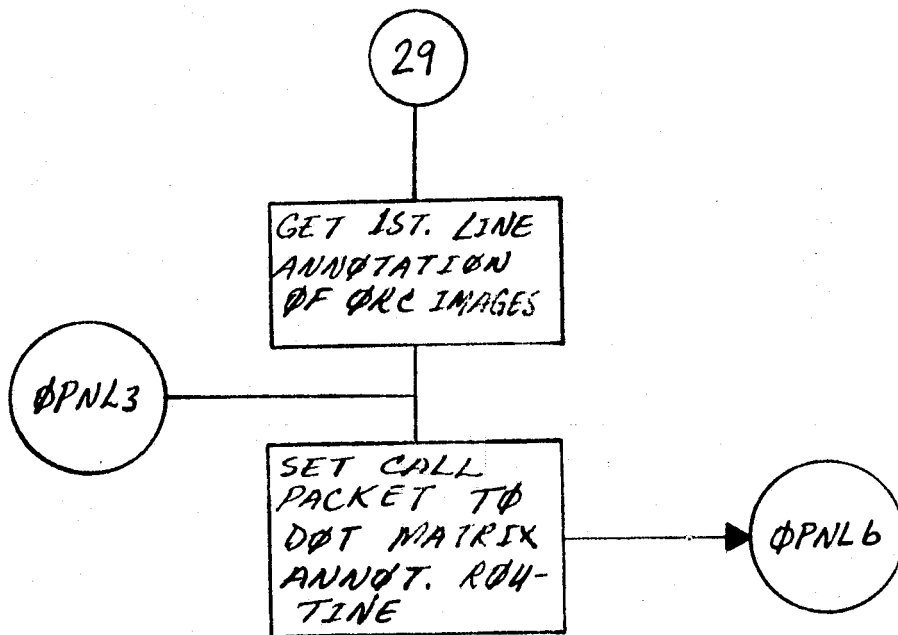 29
GET 1ST. LINE
ANNØTATIØN
ØF ØRC IMAGES
ØPNL3
SET CALL
PACKET TØ
DØT MATRIX
ANNØT. RØU-
TINE
ØPNL6